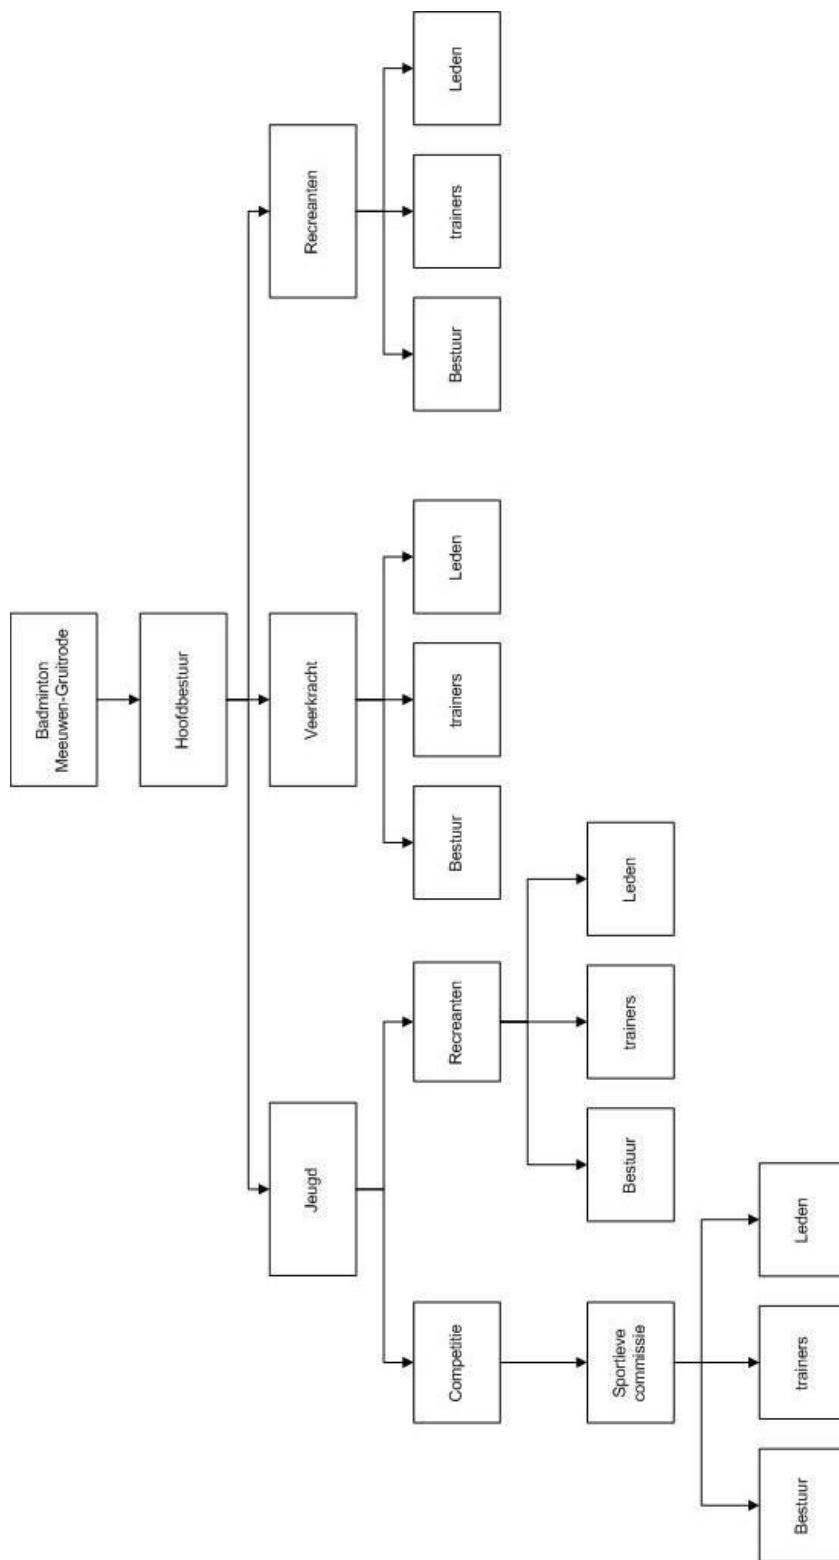 Badminton
Meeuwen-Gruitrode
Hoofdbestuur
Jeugd
Veerkracht
Recreanten
Competitie
Recreanten
Bestuur
trainers
Leden
Bestuur
trainers
Leden
Sportieve
commissie
Bestuur
trainers
Leden
Bestuur
trainers
Leden